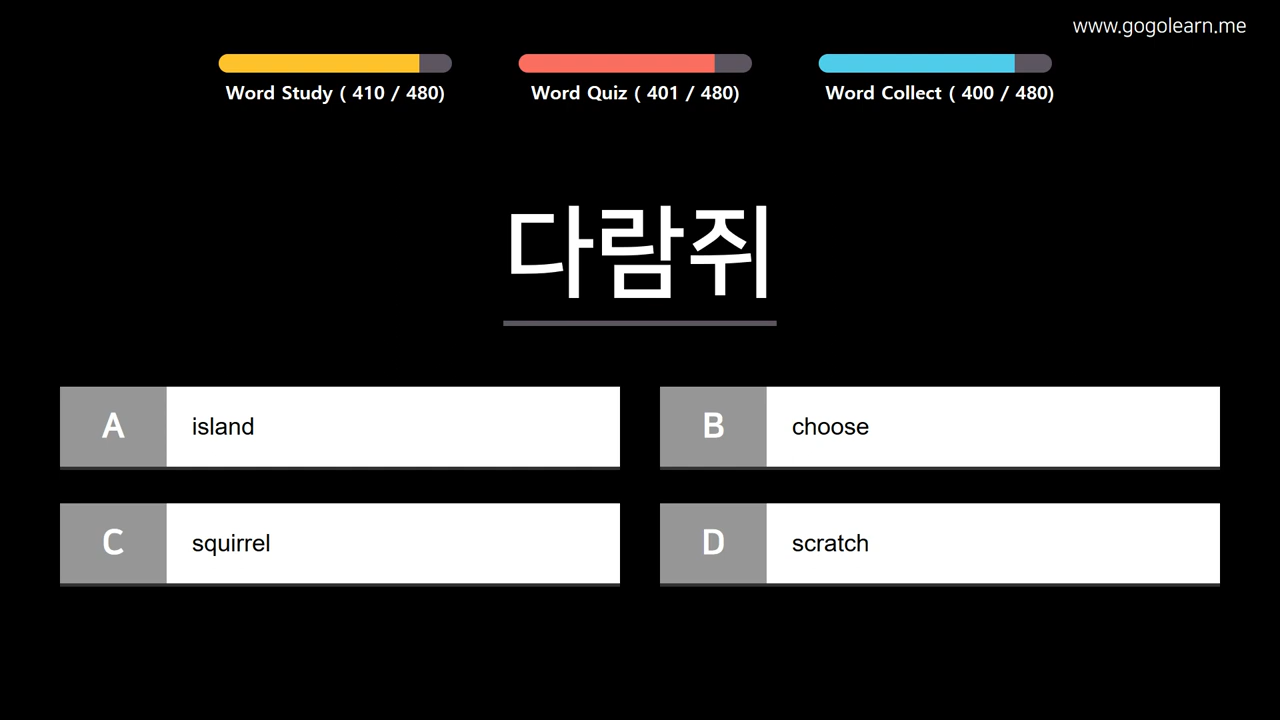 www.gogolearn.me
Word Study ( 410 / 480)
Word Quiz ( 401 / 480)
Word Collect ( 400 / 480)
다람쥐
A island
B choose
C squirrel
D scratch